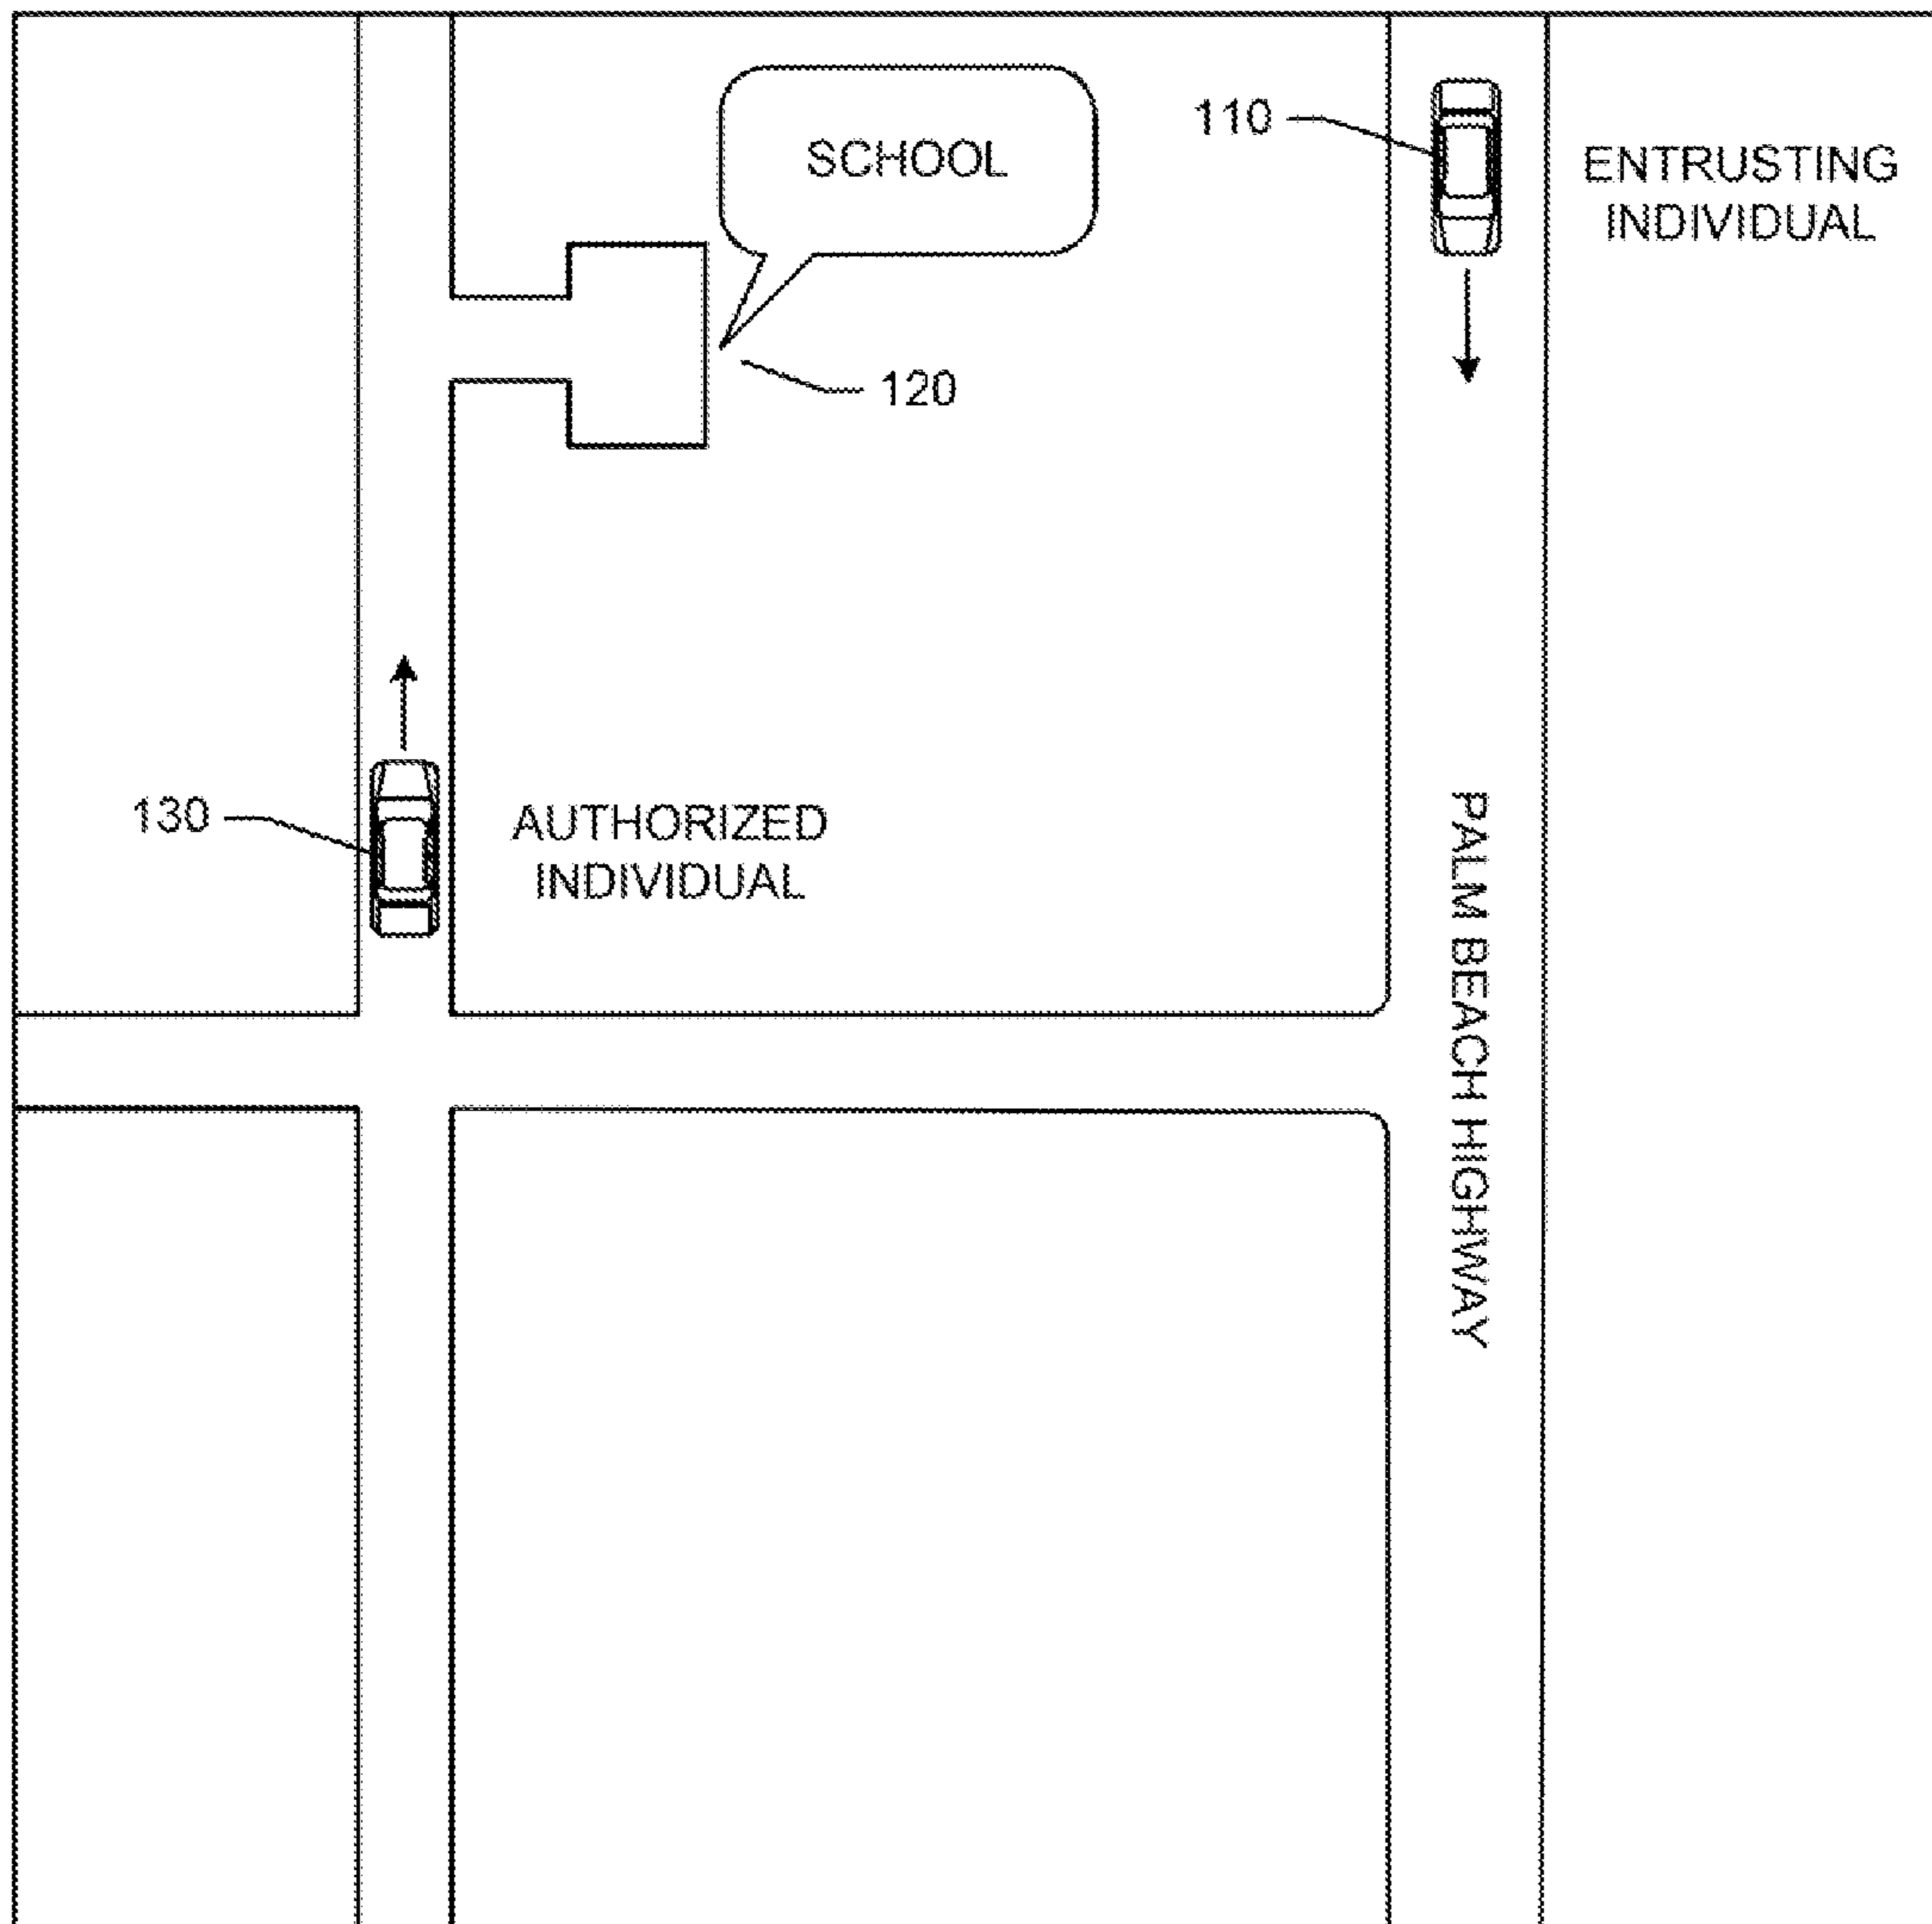 SCHOOL
110
ENTRUSTING
INDIVIDUAL
120
130
AUTHORIZED
INDIVIDUAL
PALM BEACH HIGHWAY